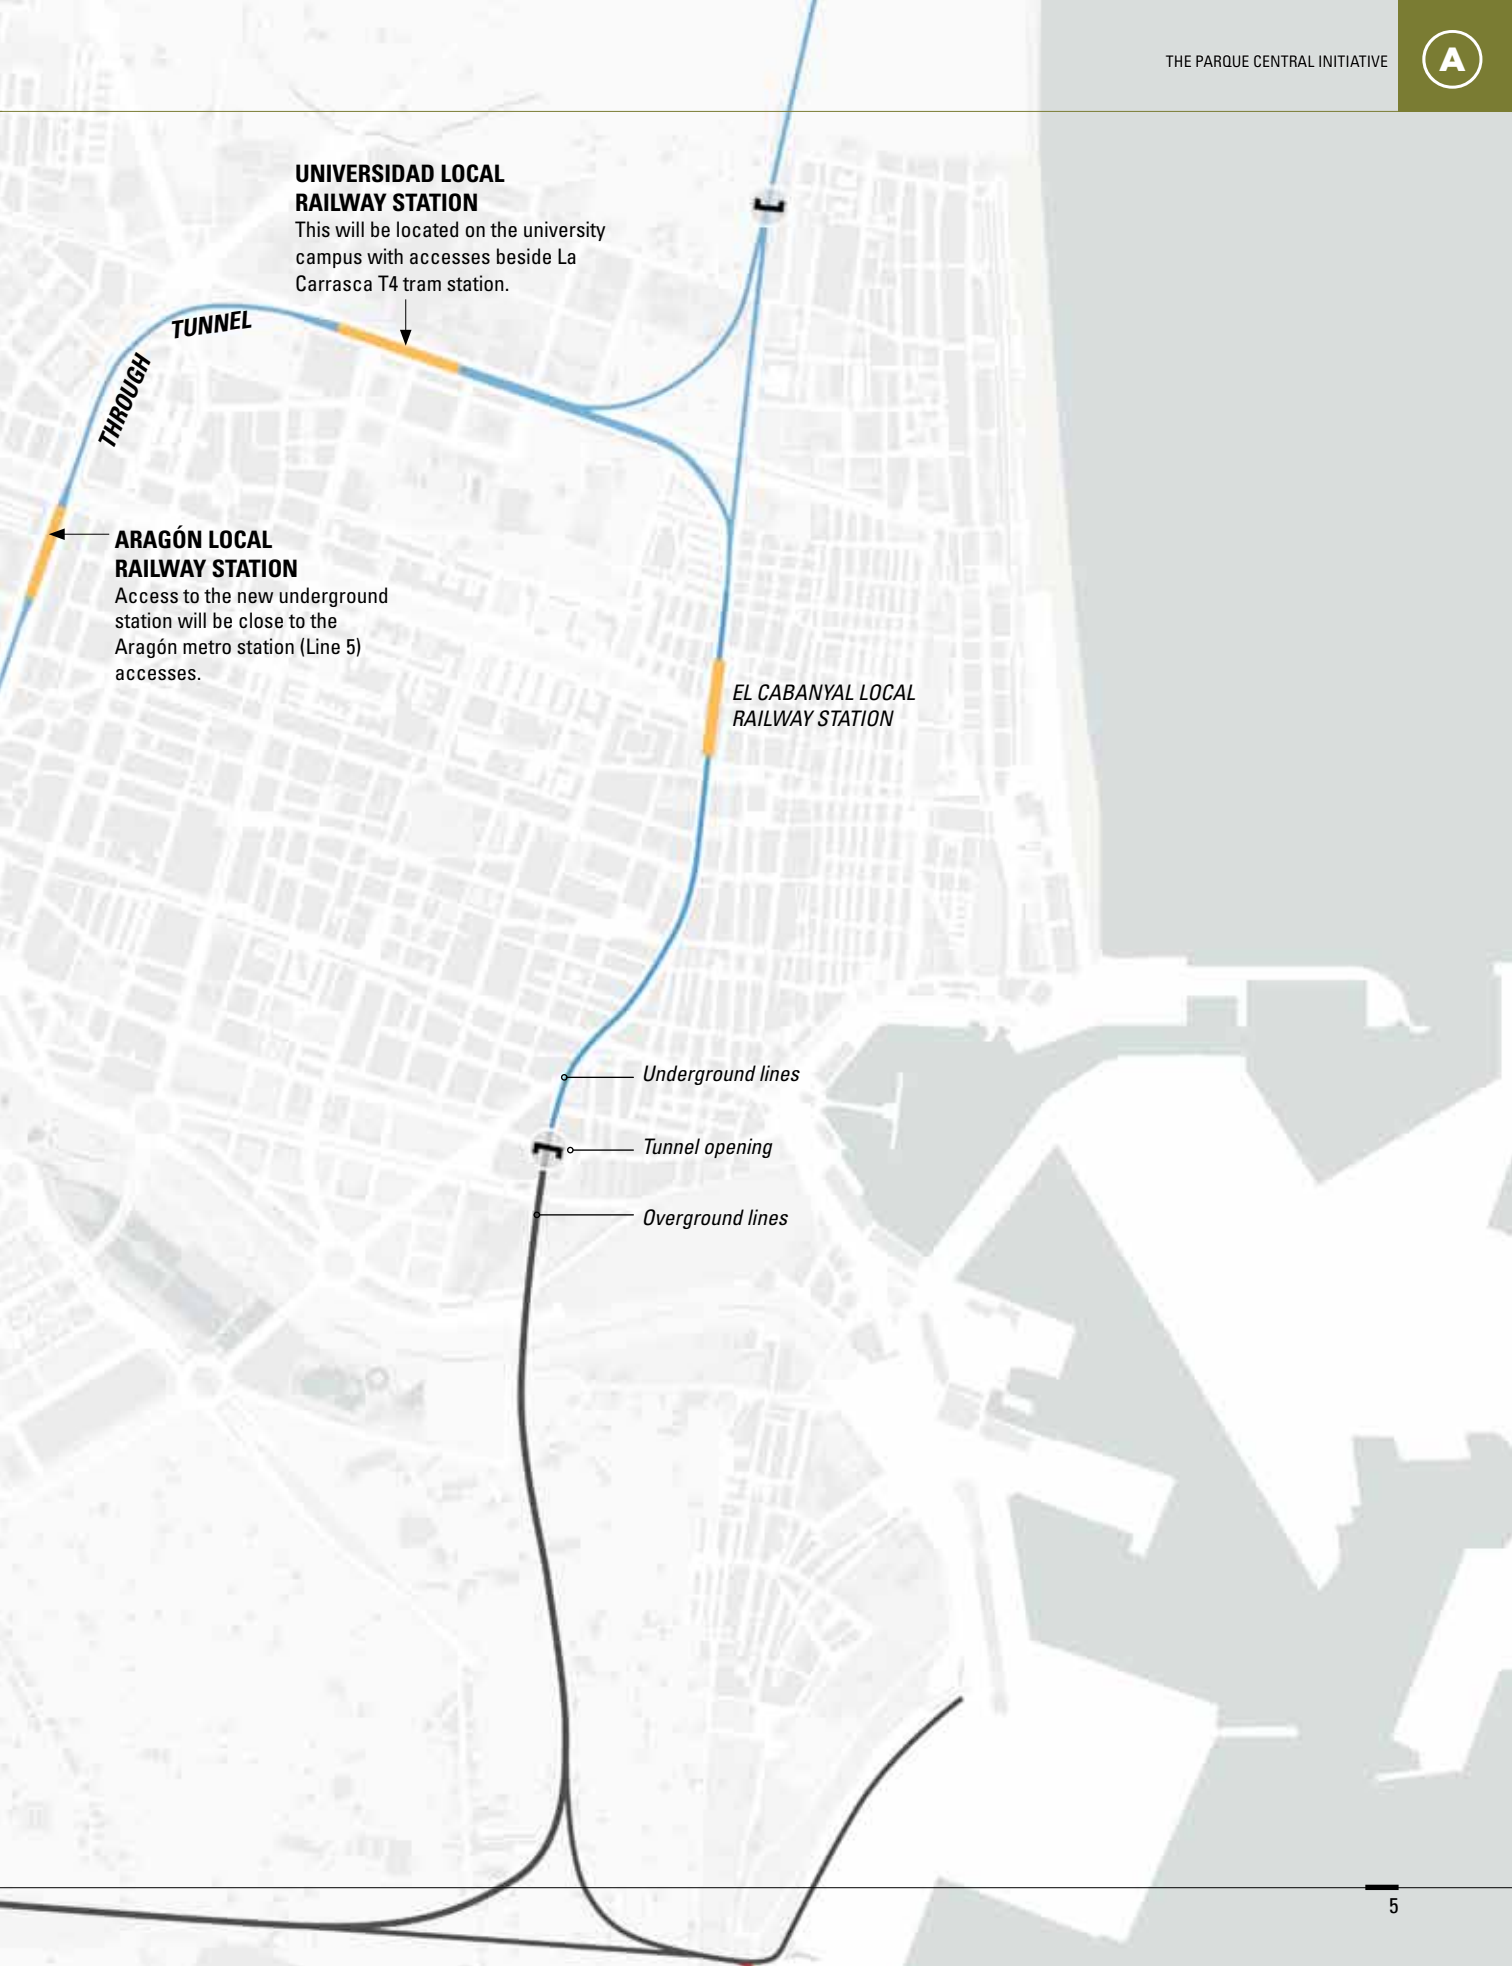 THE PARQUE CENTRAL INITIATIVE
A
UNIVERSIDAD LOCAL
RAILWAY STATION
This will be located on the university
campus with accesses beside La
Carrasca T4 tram station.
THROUGH TUNNEL
ARAGÓN LOCAL
RAILWAY STATION
Access to the new underground
station will be close to the
Aragón metro station (Line 5)
accesses.
EL CABANYAL LOCAL
RAILWAY STATION
Underground lines
Tunnel opening
Overground lines
5